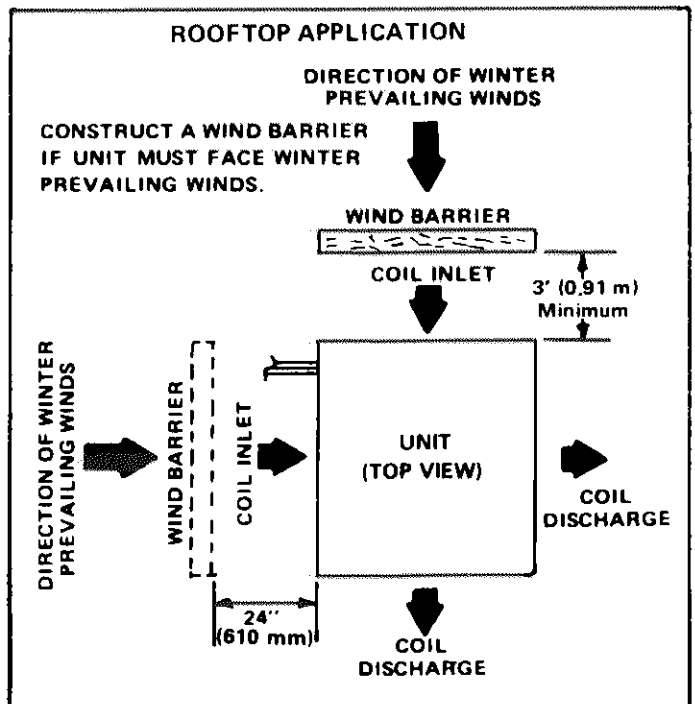 ROOFTOP APPLICATION
DIRECTION OF WINTER
PREVAILING WINDS
CONSTRUCT A WIND BARRIER
IF UNIT MUST FACE WINTER
PREVAILING WINDS.
WIND BARRIER
COIL INLET
3' (0.91 m)
Minimum
DIRECTION OF WINTER
PREVAILING WINDS
WIND BARRIER
COIL INLET
UNIT
(TOP VIEW)
COIL
DISCHARGE
24''
(610 mm)
COIL
DISCHARGE